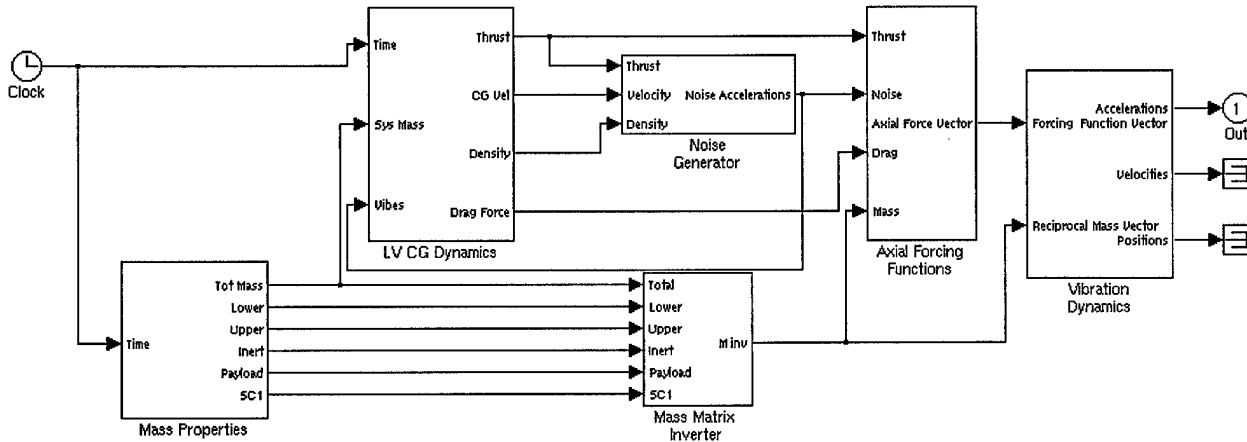 Clock
Time
Sys Mass
Vibes
Thrust
CG Vel
Density
Drag Force
LV CG Dynamics
Thrust
Velocity
Density
Noise Accelerations
Noise
Generator
Thrust
Noise
Axial Force Vector
Drag
Mass
Axial Forcing
Functions
Accelerations
Forcing Function Vector
Velocities
Reciprocal Mass Vector
Positions
Vibration
Dynamics
1
Out
Time
Tot Mass
Lower
Upper
Inert
Payload
SC1
Mass Properties
Total
Lower
Upper
Inert
Payload
SC1
M inv
Mass Matrix
Inverter